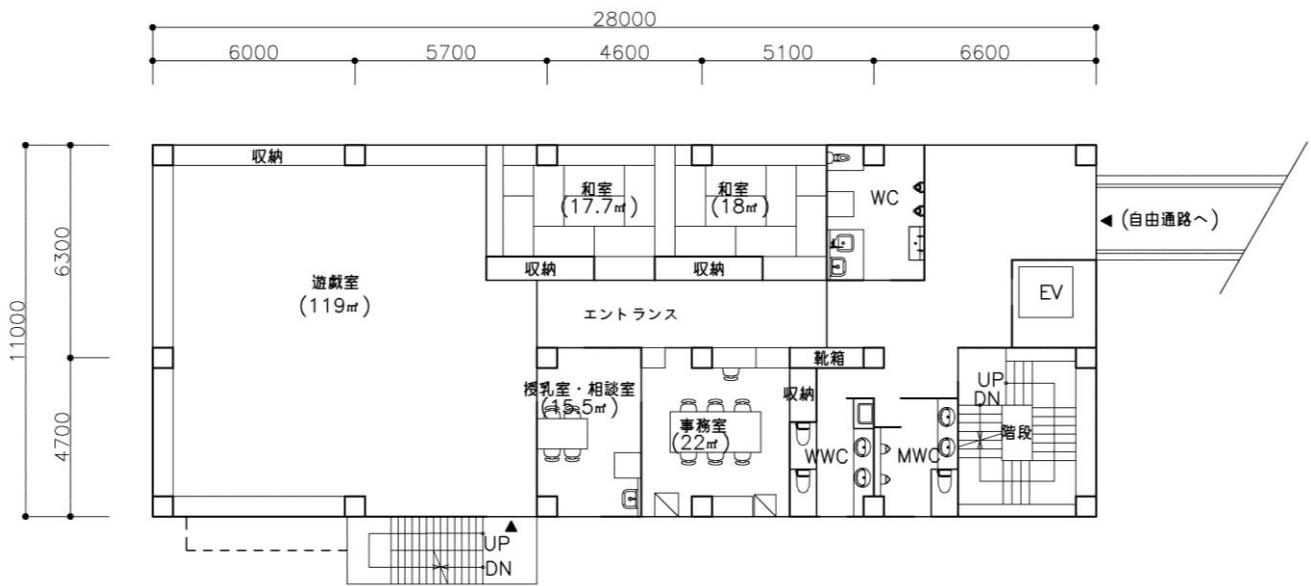 28000
6000
5700
4600
5100
6600
収納
和室
(17.7㎡)
和室
(18㎡)
WC
◀ (自由通路へ)
11000
6300
4700
収納
収納
遊戯室
(119㎡)
エントランス
EV
靴箱
授乳室・相談室
(15.5㎡)
事務室
(22㎡)
収納
WWC
MWC
UP
DN
階段
UP
DN